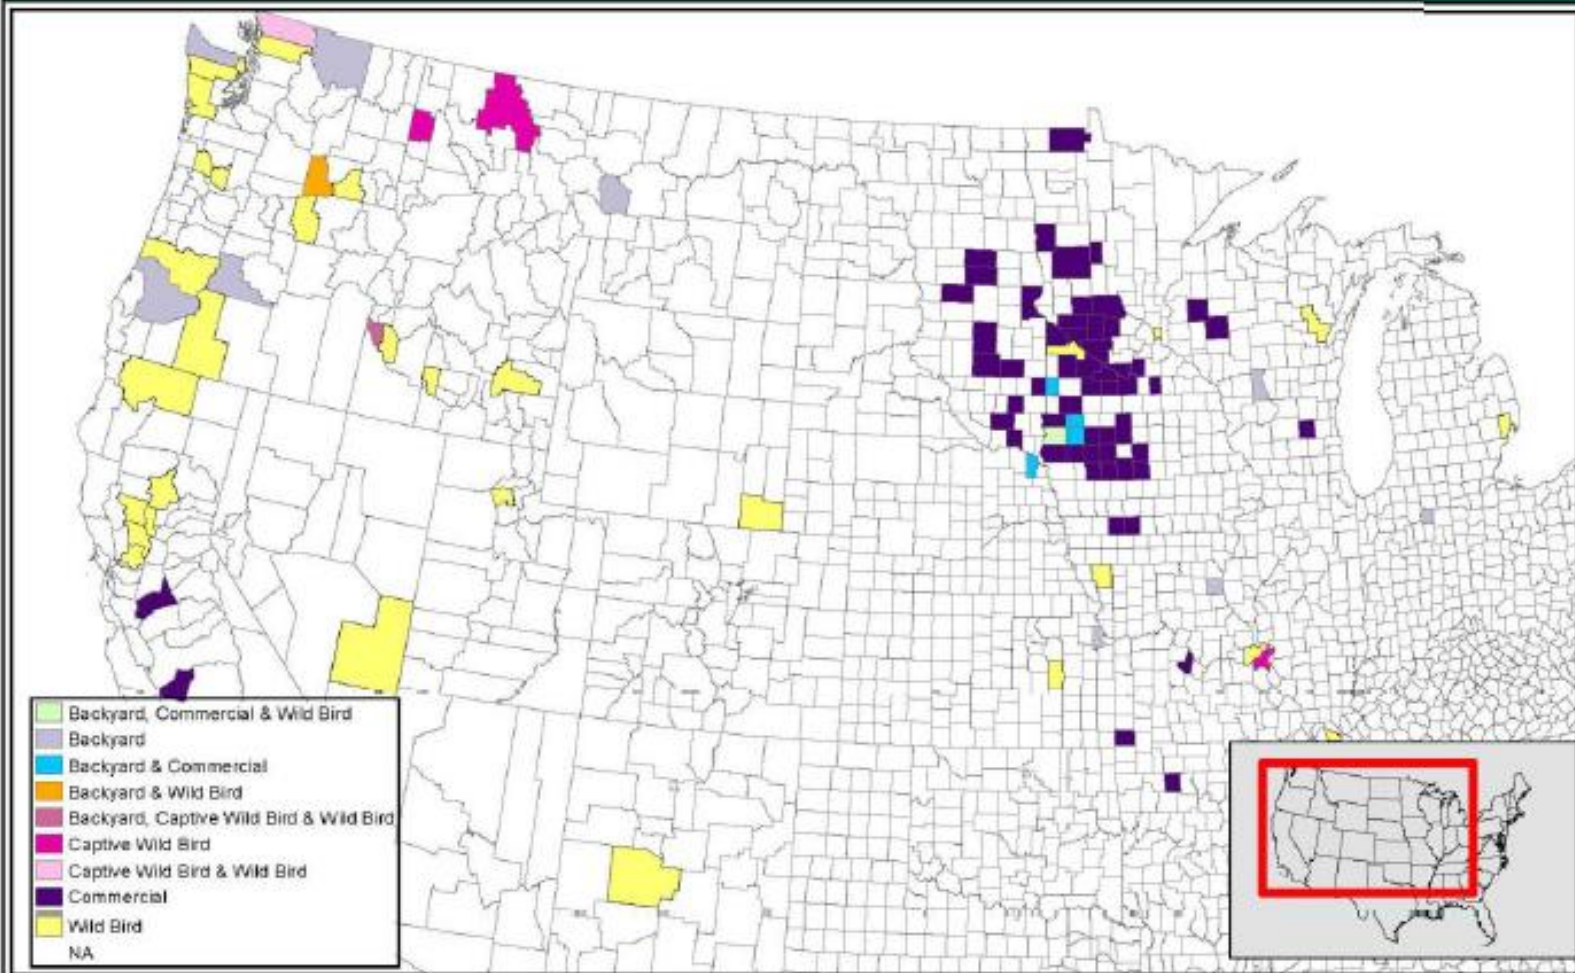 Backyard, Commercial & Wild Bird
Backyard
Backyard & Commercial
Backyard & Wild Bird
Backyard, Captive Wild Bird & Wild Bird
Captive Wild Bird
Captive Wild Bird & Wild Bird
Commercial
Wild Bird
NA